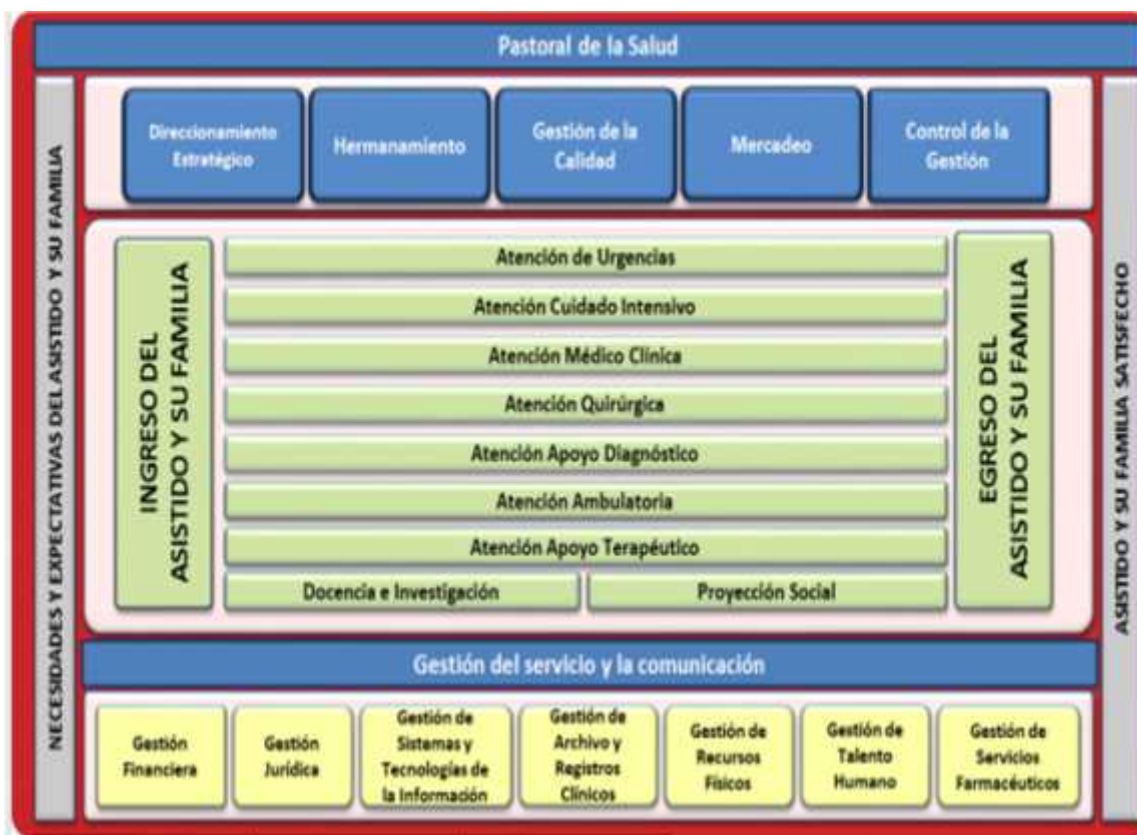 Pastoral de la Salud
NECESIDADES Y EXPECTATIVAS DEL ASISTIDO Y SU FAMILIA
Direccionamiento
Estratégico
Hermanamiento
Gestión de la
Calidad
Mercadeo
Control de la
Gestión
INGRESO DEL
ASISTIDO Y SU FAMILIA
Atención de Urgencias
Atención Cuidado Intensivo
Atención Médico Clínica
Atención Quirúrgica
Atención Apoyo Diagnóstico
Atención Ambulatoria
Atención Apoyo Terapéutico
Docencia e Investigación
Proyección Social
EGRESO DEL
ASISTIDO Y SU FAMILIA
ASISTIDO Y SU FAMILIA SATISFECHO
Gestión del servicio y la comunicación
Gestión
Financiera
Gestión
Jurídica
Gestión de
Sistemas y
Tecnologías de
la Información
Gestión de
Archivo y
Registros
Clínicos
Gestión de
Recursos
Físicos
Gestión de
Talento
Humano
Gestión de
Servicios
Farmacéuticos